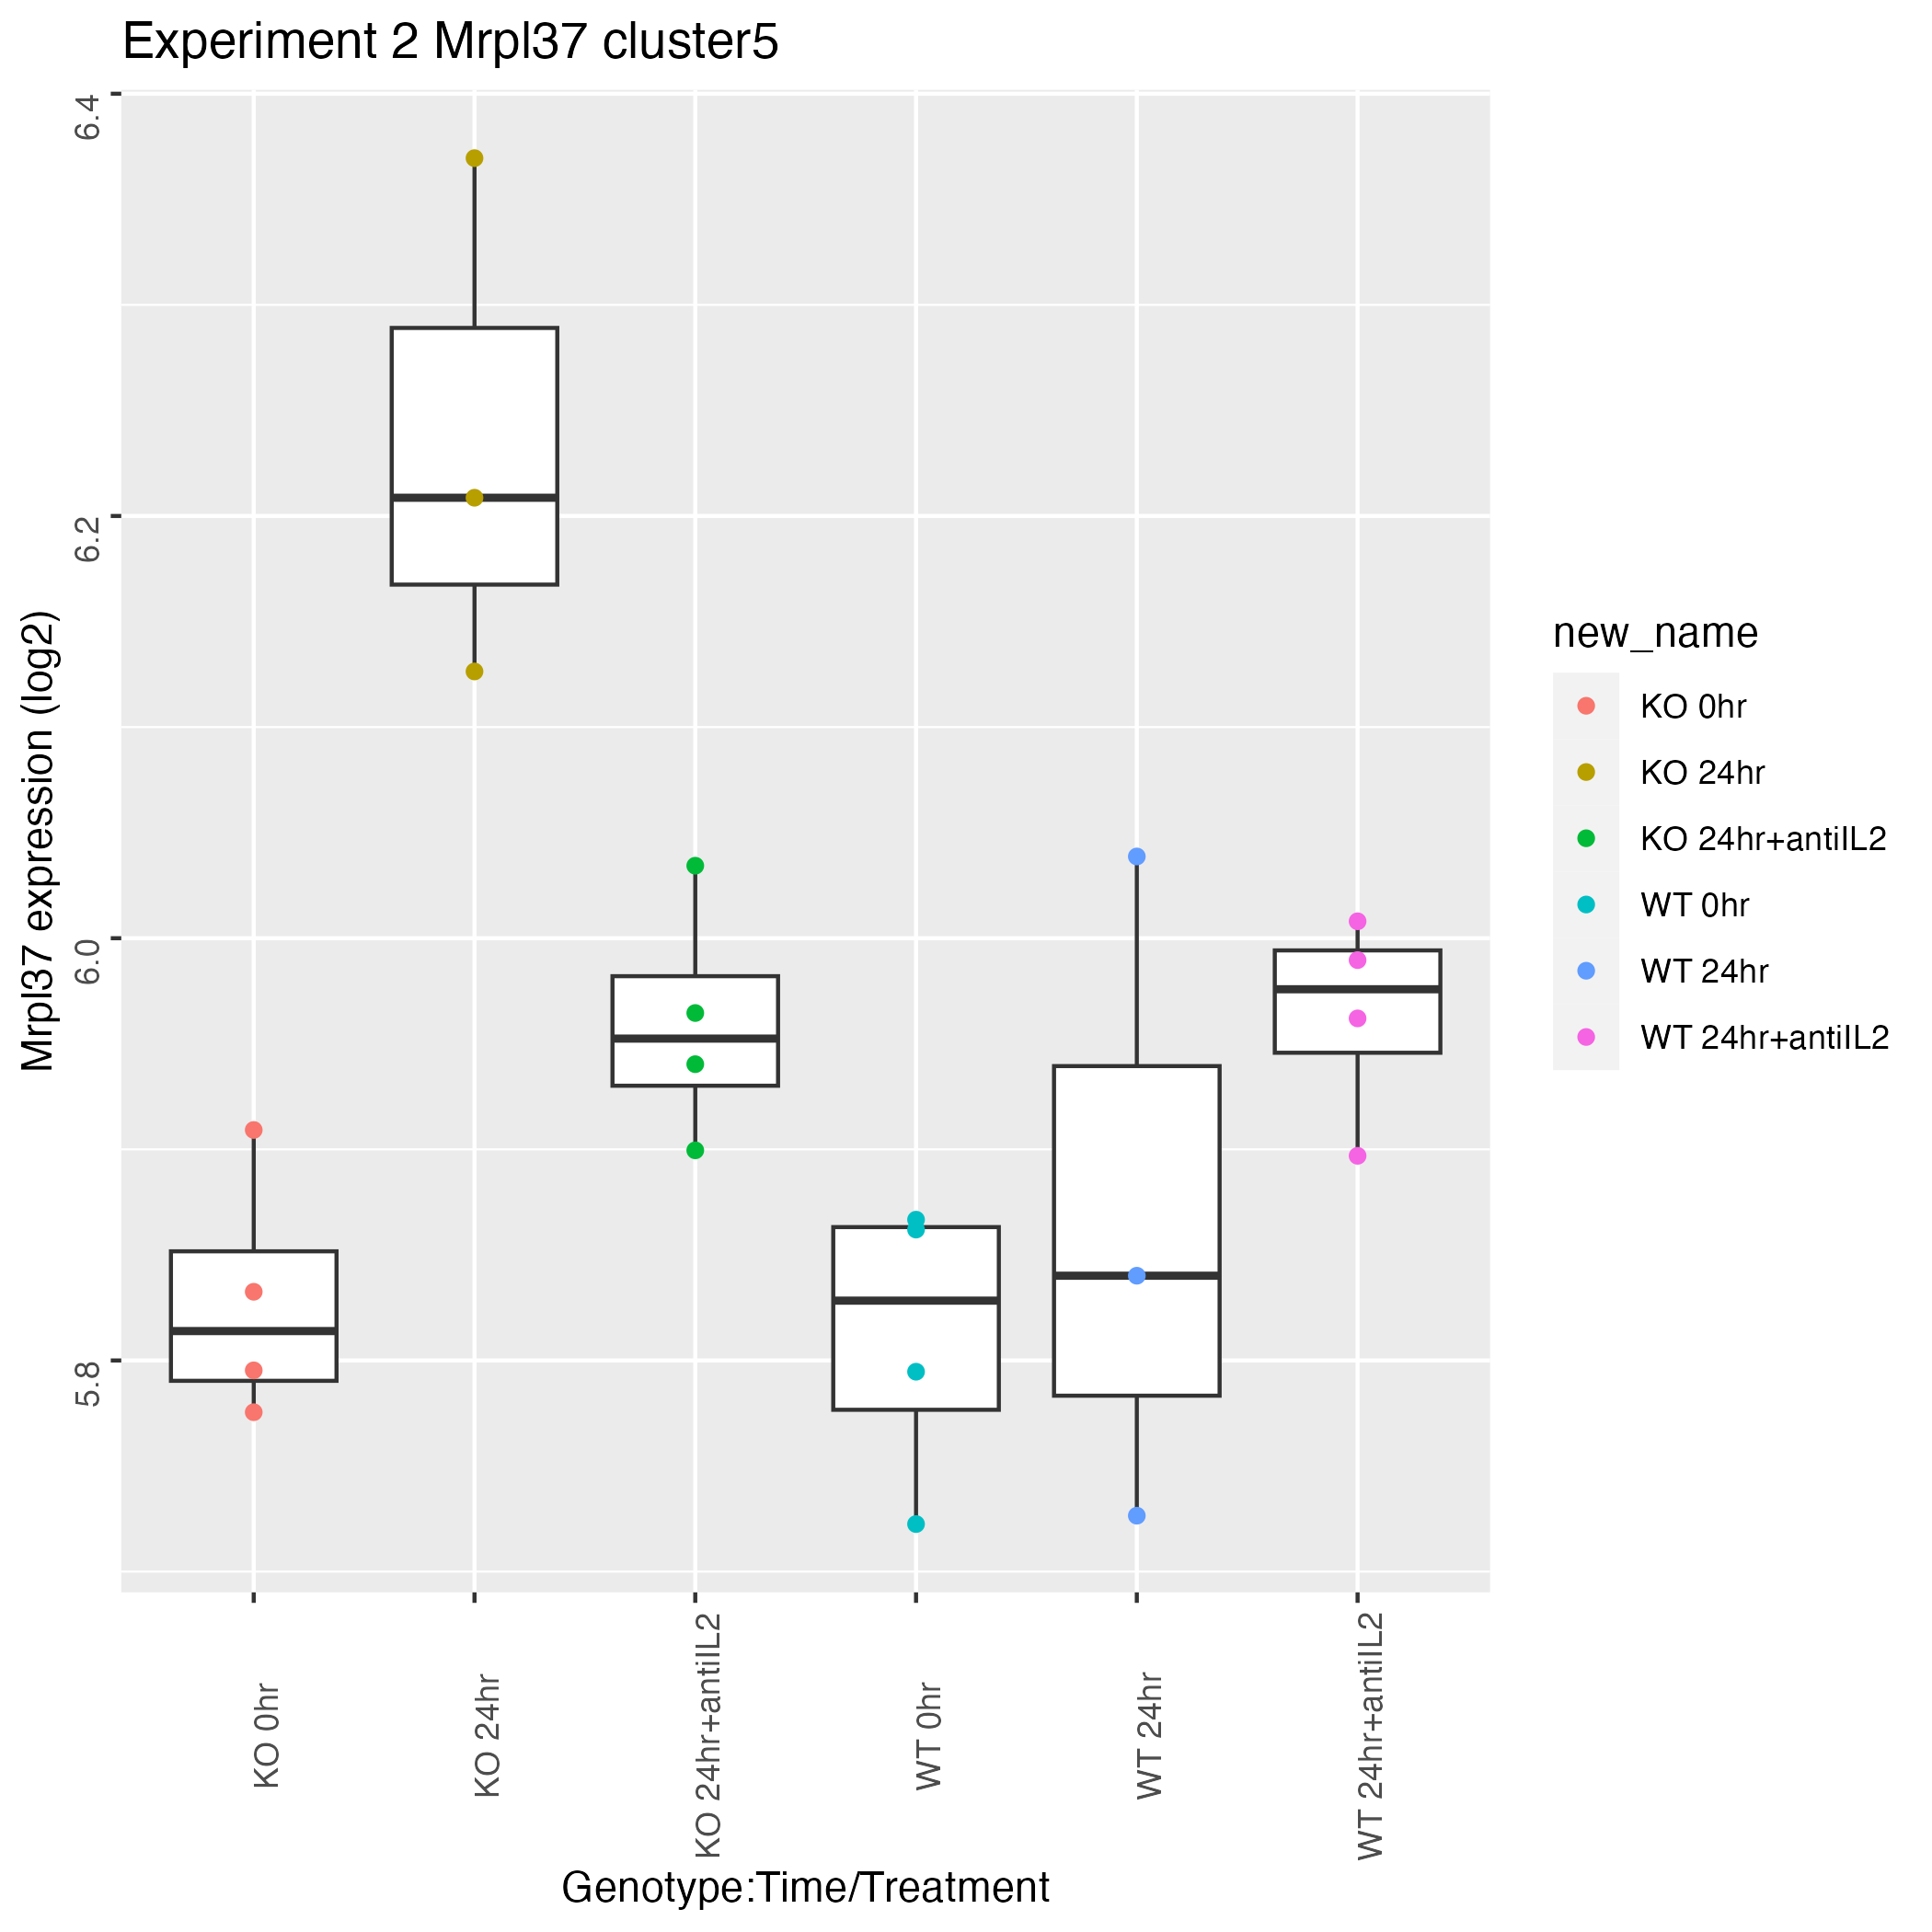 Experiment 2 Mrpl37 cluster5
Mrpl37 expression (log2)
6.4
6.2
6.0
5.8
KO 0hr
KO 24hr
KO 24hr+antiIL2
WT 0hr
WT 24hr
WT 24hr+antiIL2
Genotype:Time/Treatment
new_name
KO 0hr
KO 24hr
KO 24hr+antiIL2
WT 0hr
WT 24hr
WT 24hr+antiIL2